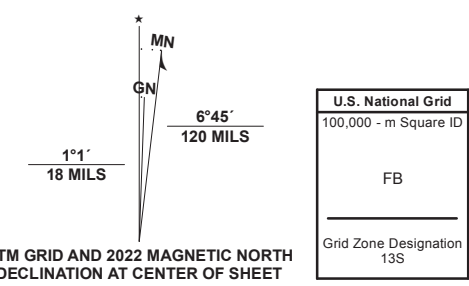 ★
MN
GN
6°45´
120 MILS
1°1´
18 MILS
TM GRID AND 2022 MAGNETIC NORTH
DECLINATION AT CENTER OF SHEET
U.S. National Grid
100,000 - m Square ID
FB
Grid Zone Designation
13S